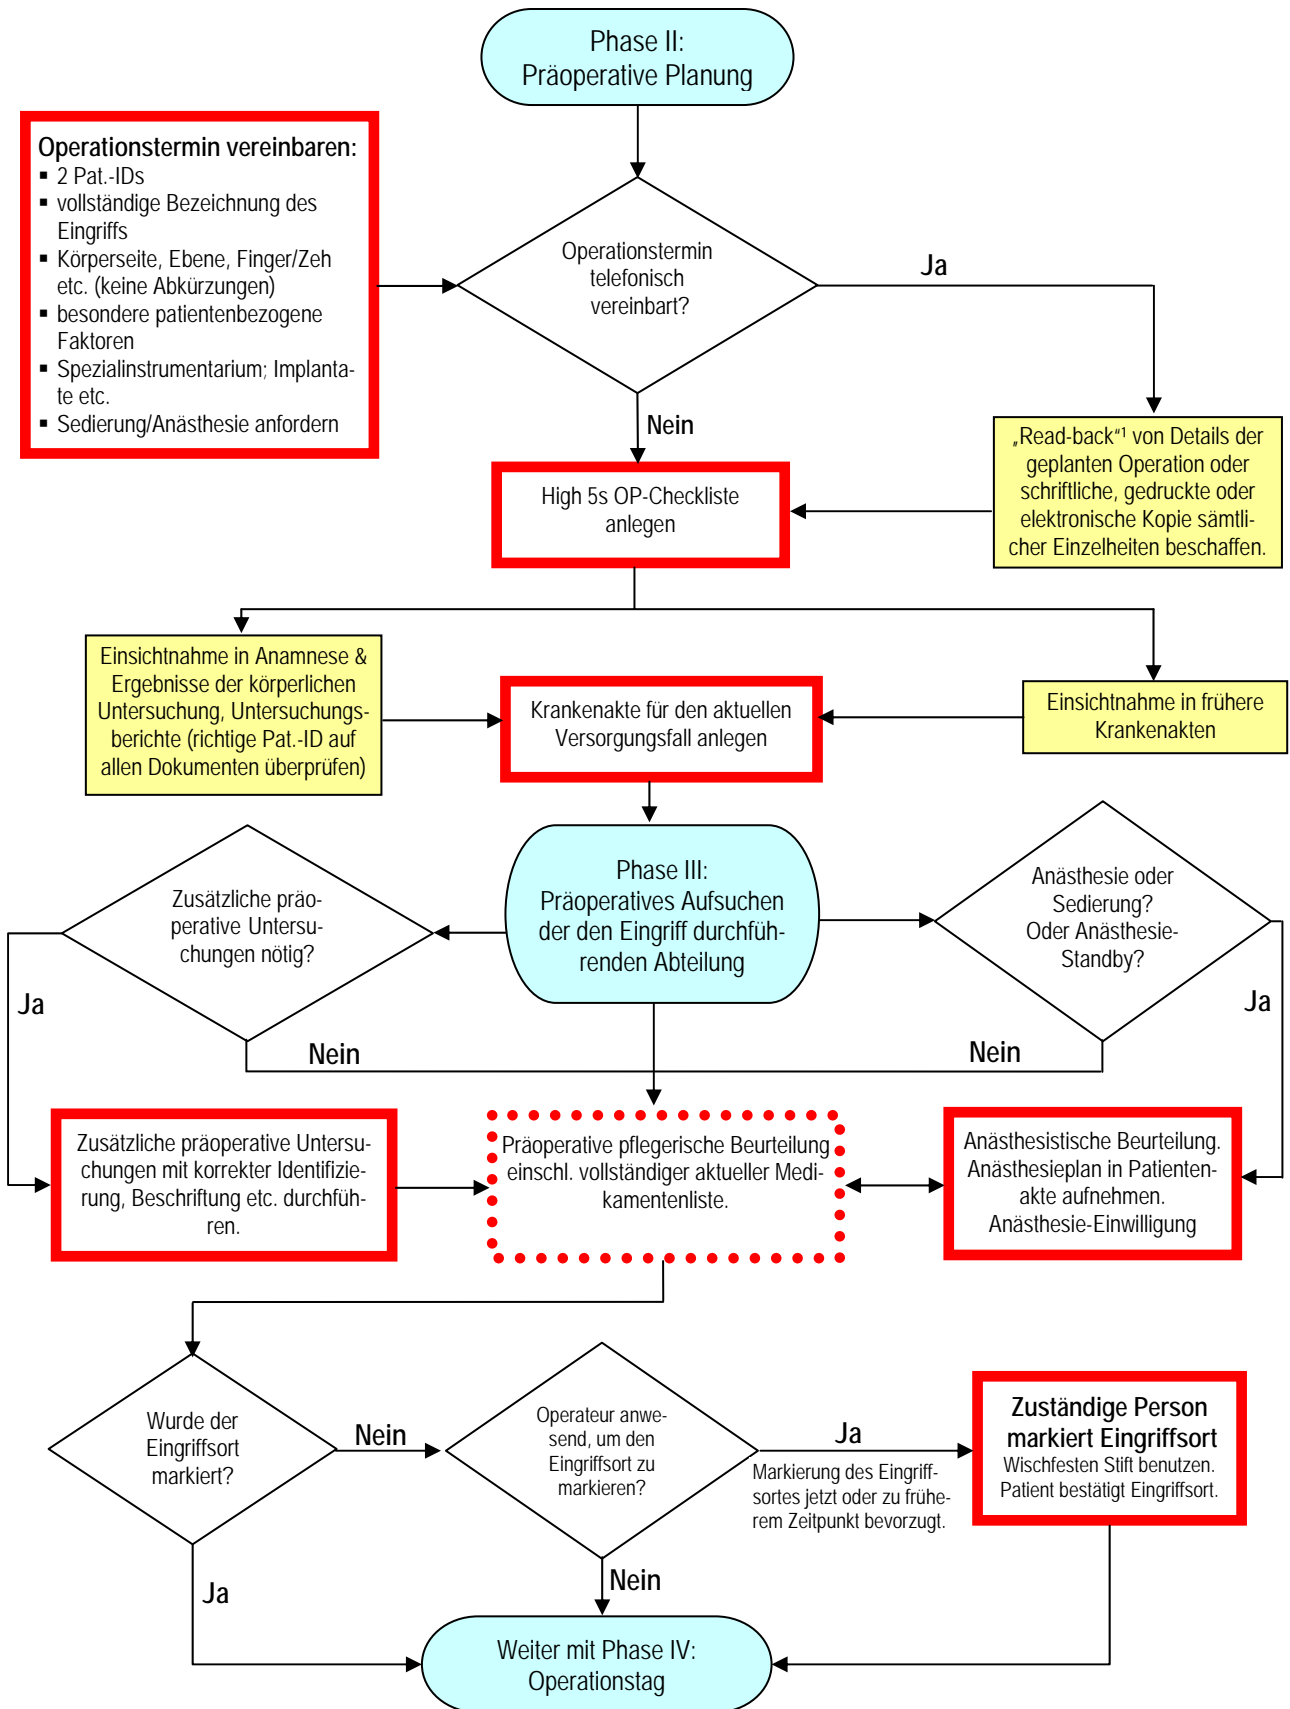 Phase II:
Präoperative Planung
Operationstermin vereinbaren:
▪ 2 Pat.-IDs
▪ vollständige Bezeichnung des
Eingriffs
▪ Körperseite, Ebene, Finger/Zeh
etc. (keine Abkürzungen)
▪ besondere patientenbezogene
Faktoren
▪ Spezialinstrumentarium; Implanta-
te etc.
▪ Sedierung/Anästhesie anfordern
Operationstermin
telefonisch
vereinbart?
Ja
Nein
„Read-back“¹ von Details der
geplanten Operation oder
schriftliche, gedruckte oder
elektronische Kopie sämtli-
cher Einzelheiten beschaffen.
High 5s OP-Checkliste
anlegen
Einsichtnahme in Anamnese &
Ergebnisse der körperlichen
Untersuchung, Untersuchungs-
berichte (richtige Pat.-ID auf
allen Dokumenten überprüfen)
Krankenakte für den aktuellen
Versorgungsfall anlegen
Einsichtnahme in frühere
Krankenakten
Zusätzliche präo-
perative Untersu-
chungen nötig?
Phase III:
Präoperatives Aufsuchen
der den Eingriff durchfüh-
renden Abteilung
Anästhesie oder
Sedierung?
Oder Anästhesie-
Standby?
Ja
Ja
Nein
Nein
Zusätzliche präoperative Untersu-
chungen mit korrekter Identifizie-
rung, Beschriftung etc. durchfüh-
ren.
Präoperative pflegerische Beurteilung
einschl. vollständiger aktueller Medi-
kamentenliste.
Anästhesistische Beurteilung.
Anästhesieplan in Patienten-
akte aufnehmen.
Anästhesie-Einwilligung
Wurde der
Eingriffsort
markiert?
Nein
Operateur anwe-
send, um den
Eingriffsort zu
markieren?
Ja
Markierung des Eingriff-
sortes jetzt oder zu frühe-
rem Zeitpunkt bevorzugt.
Zuständige Person
markiert Eingriffsort
Wischfesten Stift benutzen.
Patient bestätigt Eingriffsort.
Ja
Nein
Weiter mit Phase IV:
Operationstag